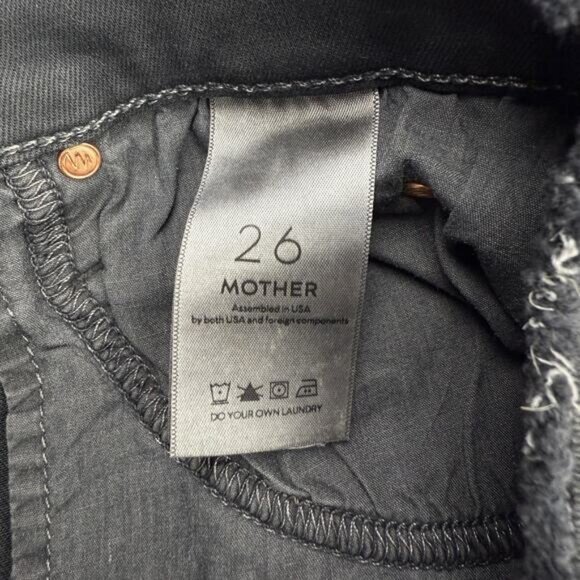 26
MOTHER
Assembled in USA
by both USA and foreign components
DO YOUR OWN LAUNDRY